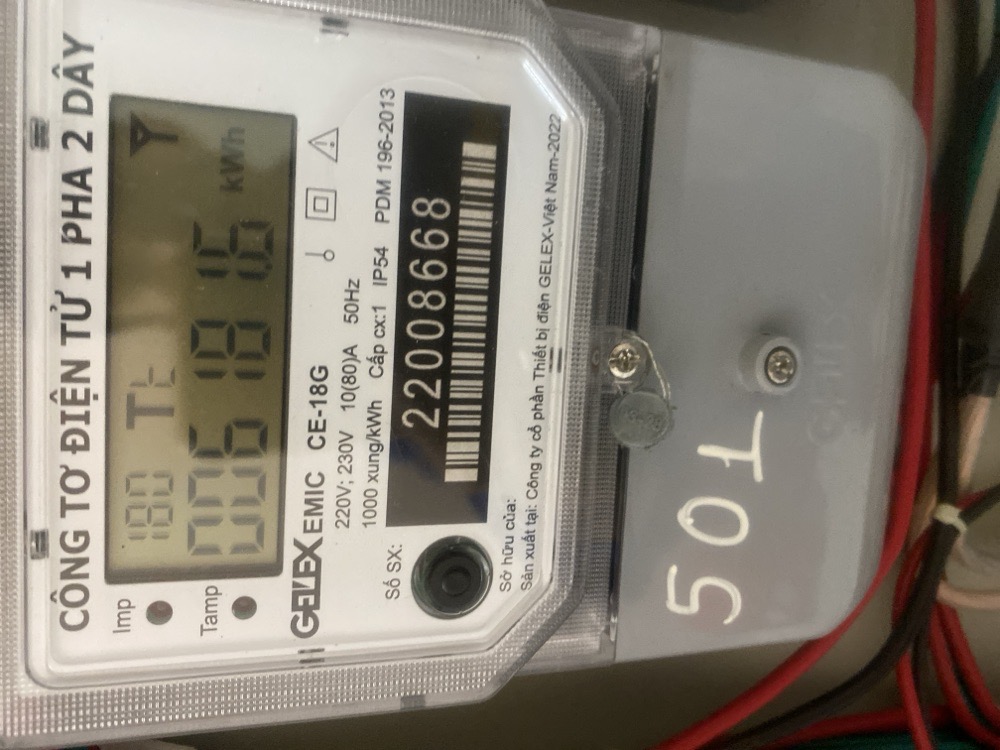 CÔNG TƠ ĐIỆN TỬ 1 PHA 2 DÂY
Imp
180 Tt
Tamp
kWh
GELEX EMIC CE-18G
220V; 230V 10(80)A 50Hz
1000 xung/kWh Cấp cx:1 IP54 PDM 196-2013
Số SX:
22008668
Sở hữu của:
Sản xuất tại: Công ty cổ phần Thiết bị điện GELEX-Việt Nam-2022
501